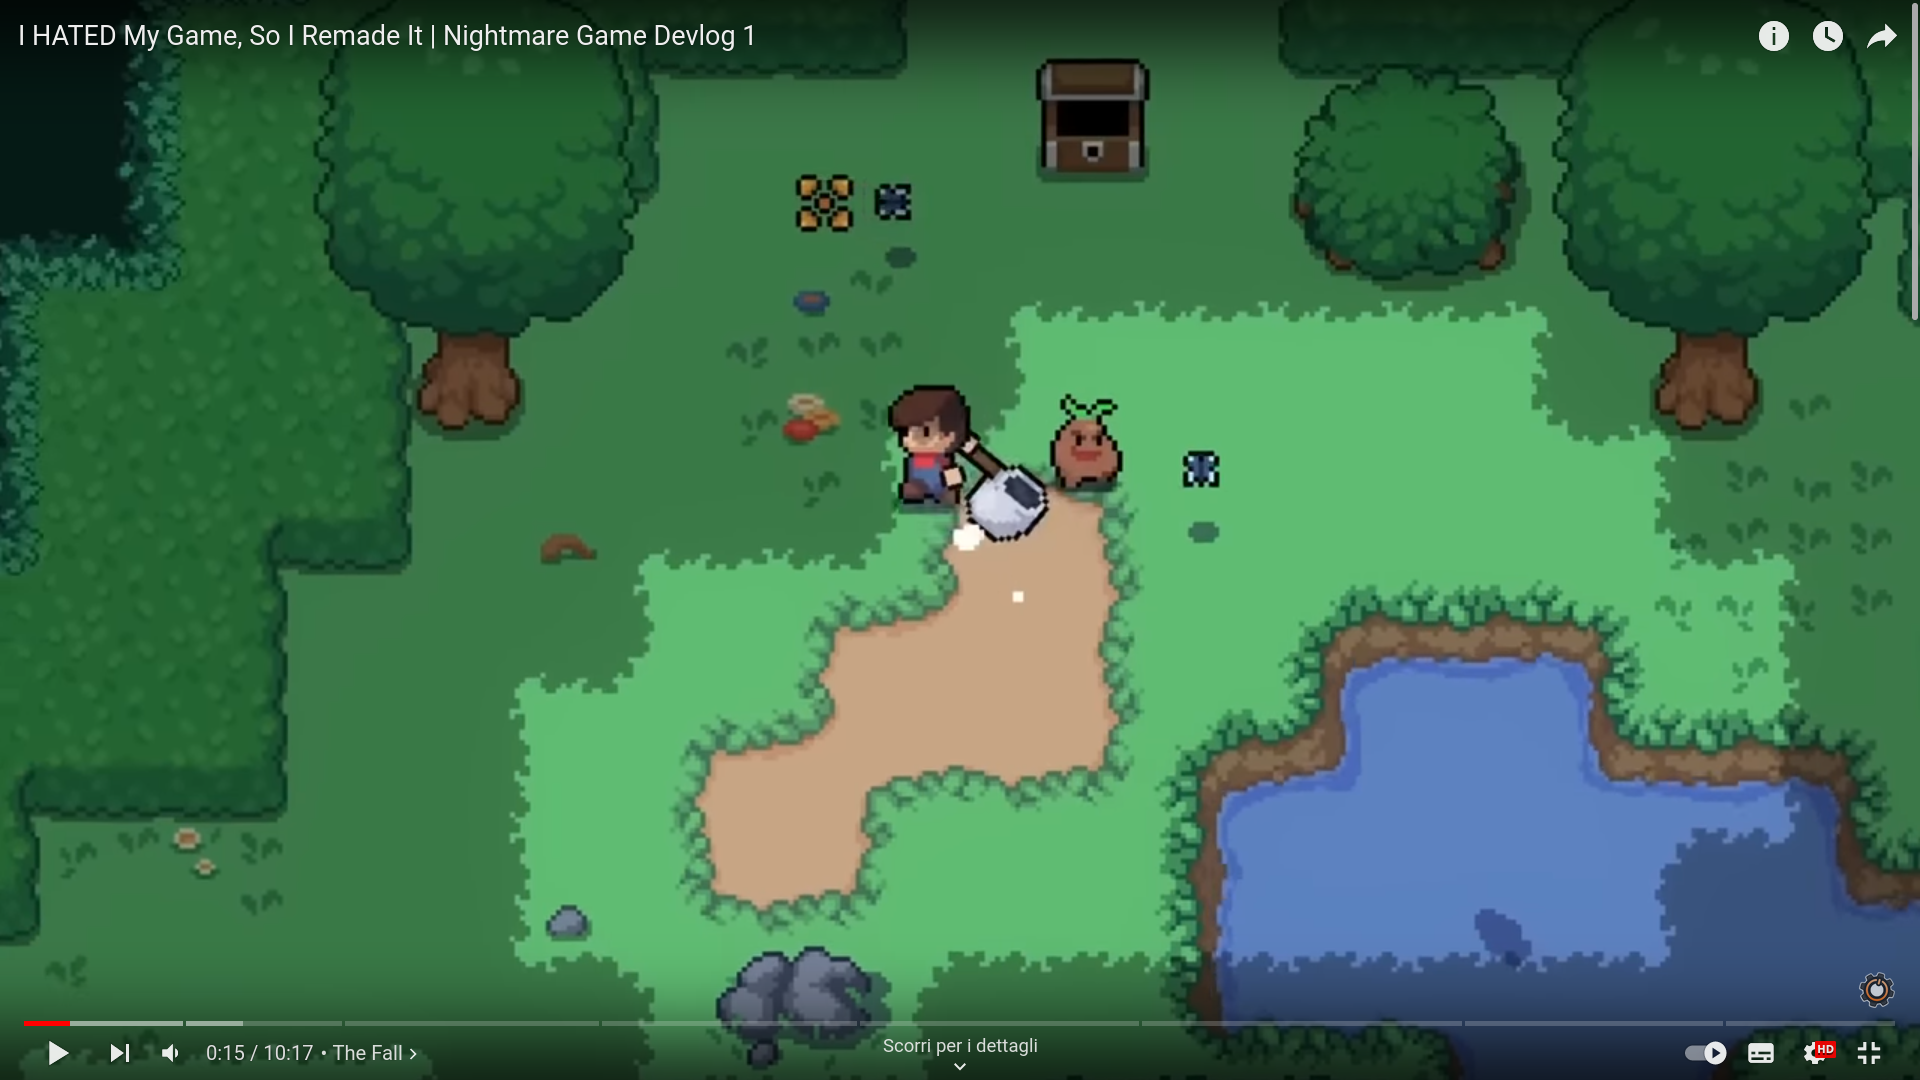 I HATED My Game, So I Remade It | Nightmare Game Devlog 1
0:15 / 10:17 • The Fall ›
Scorri per i dettagli
HD